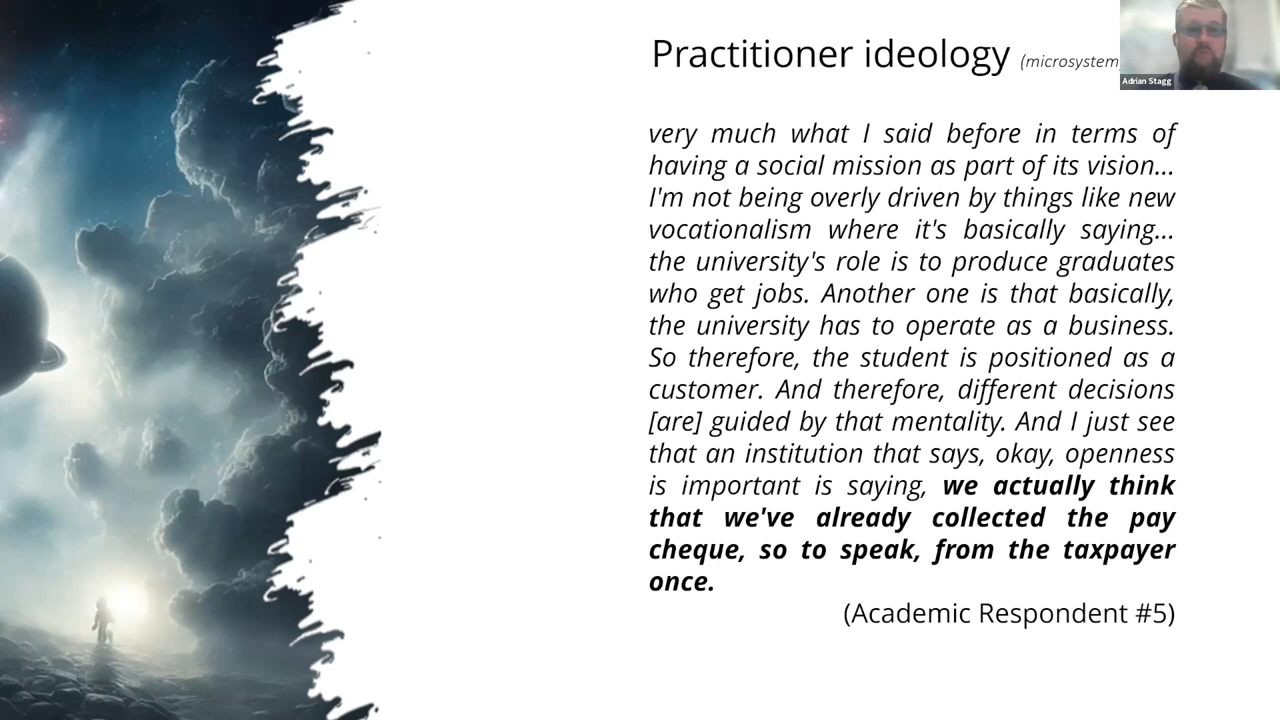 Practitioner ideology (microsystem
Adrian Stagg
very much what I said before in terms of
having a social mission as part of its vision...
I'm not being overly driven by things like new
vocationalism where it's basically saying...
the university's role is to produce graduates
who get jobs. Another one is that basically,
the university has to operate as a business.
So therefore, the student is positioned as a
customer. And therefore, different decisions
[are] guided by that mentality. And I just see
that an institution that says, okay, openness
is important is saying, we actually think
that we've already collected the pay
cheque, so to speak, from the taxpayer
once.
(Academic Respondent #5)